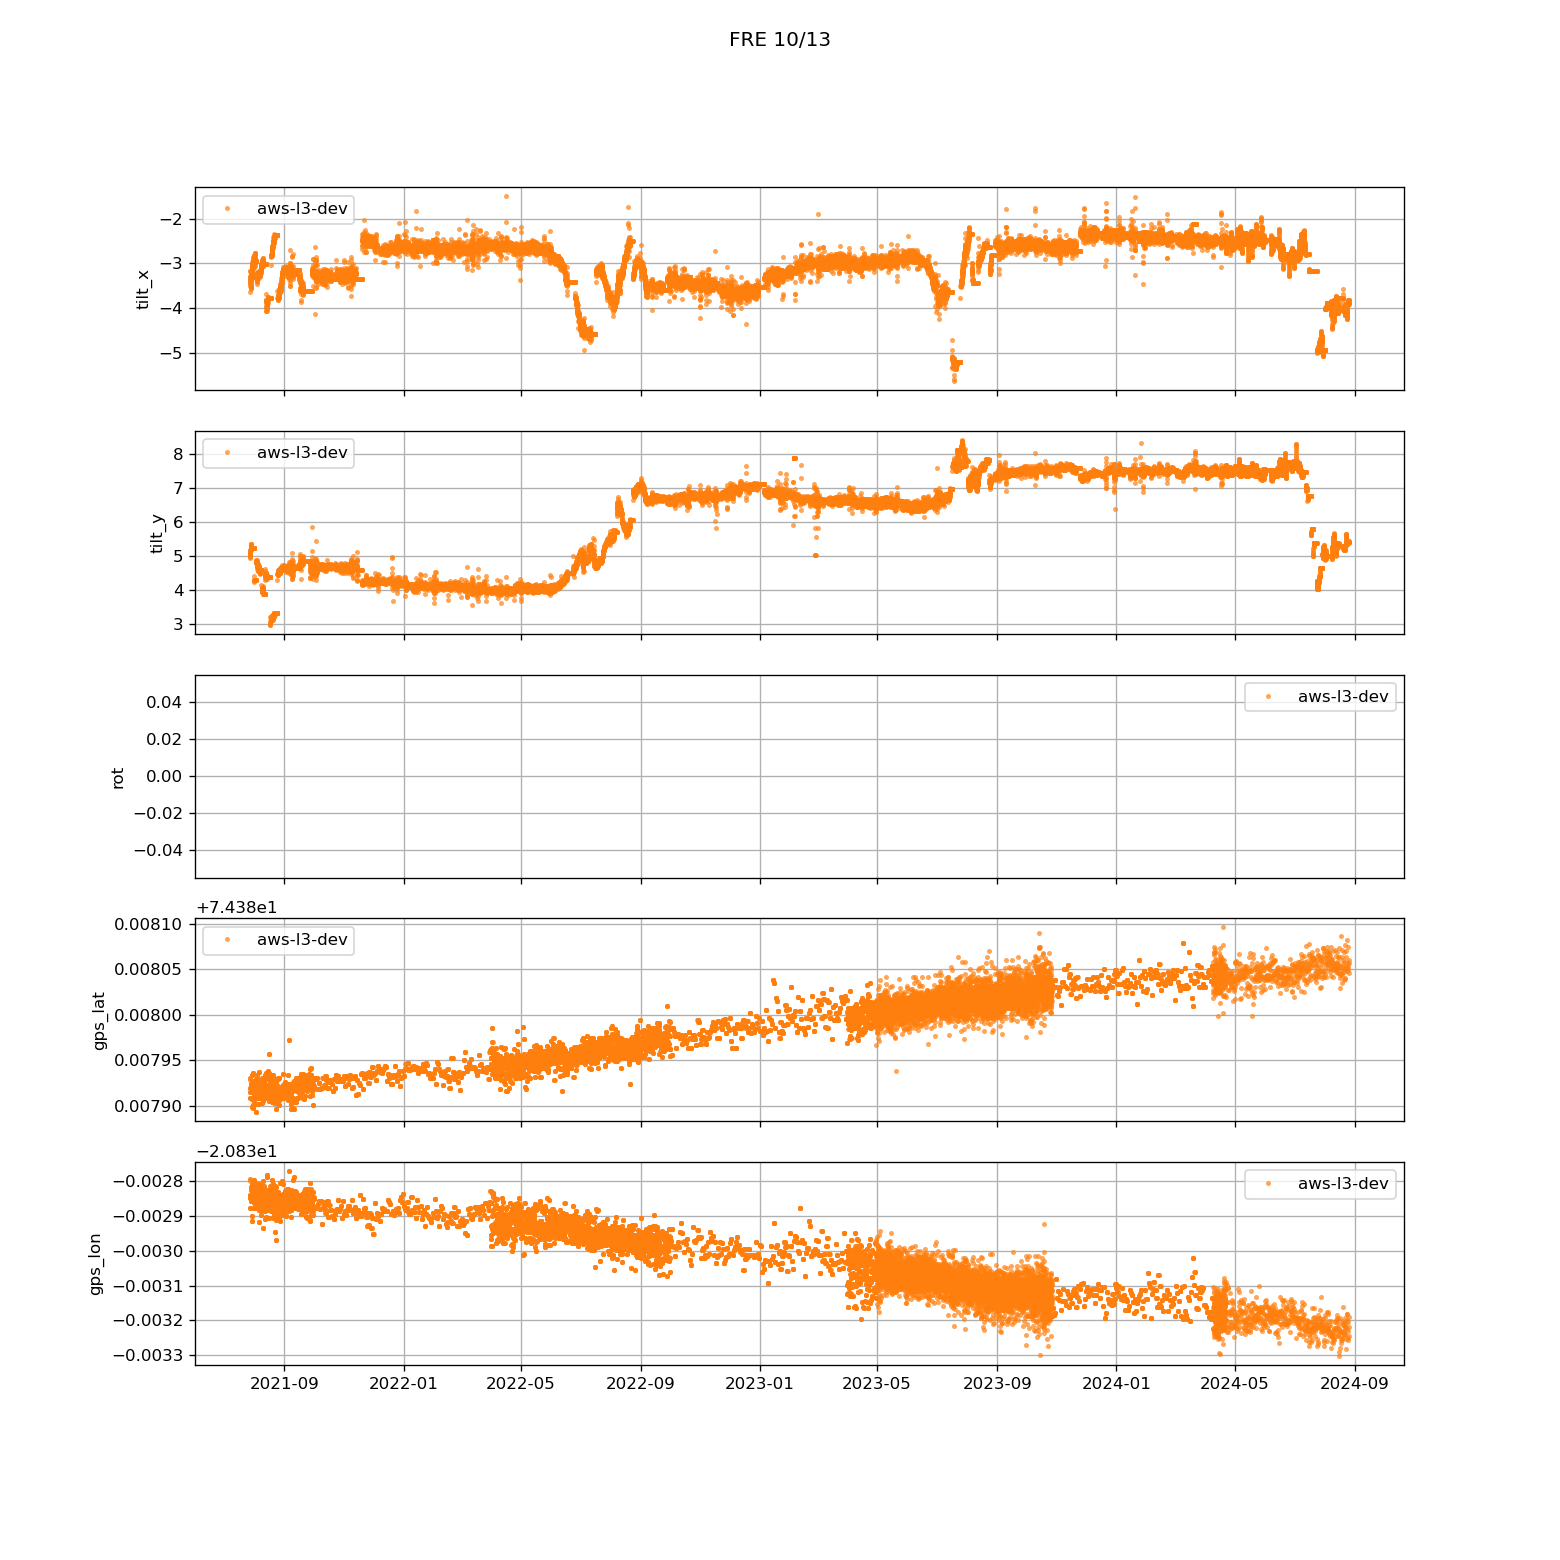 FRE 10/13
aws-l3-dev
tilt_x
−2
−3
−4
−5
aws-l3-dev
tilt_y
8
7
6
5
4
3
aws-l3-dev
rot
0.04
0.02
0.00
−0.02
−0.04
+7.438e1
aws-l3-dev
gps_lat
0.00810
0.00805
0.00800
0.00795
0.00790
−2.083e1
aws-l3-dev
gps_lon
−0.0028
−0.0029
−0.0030
−0.0031
−0.0032
−0.0033
2021-09 2022-01 2022-05 2022-09 2023-01 2023-05 2023-09 2024-01 2024-05 2024-09